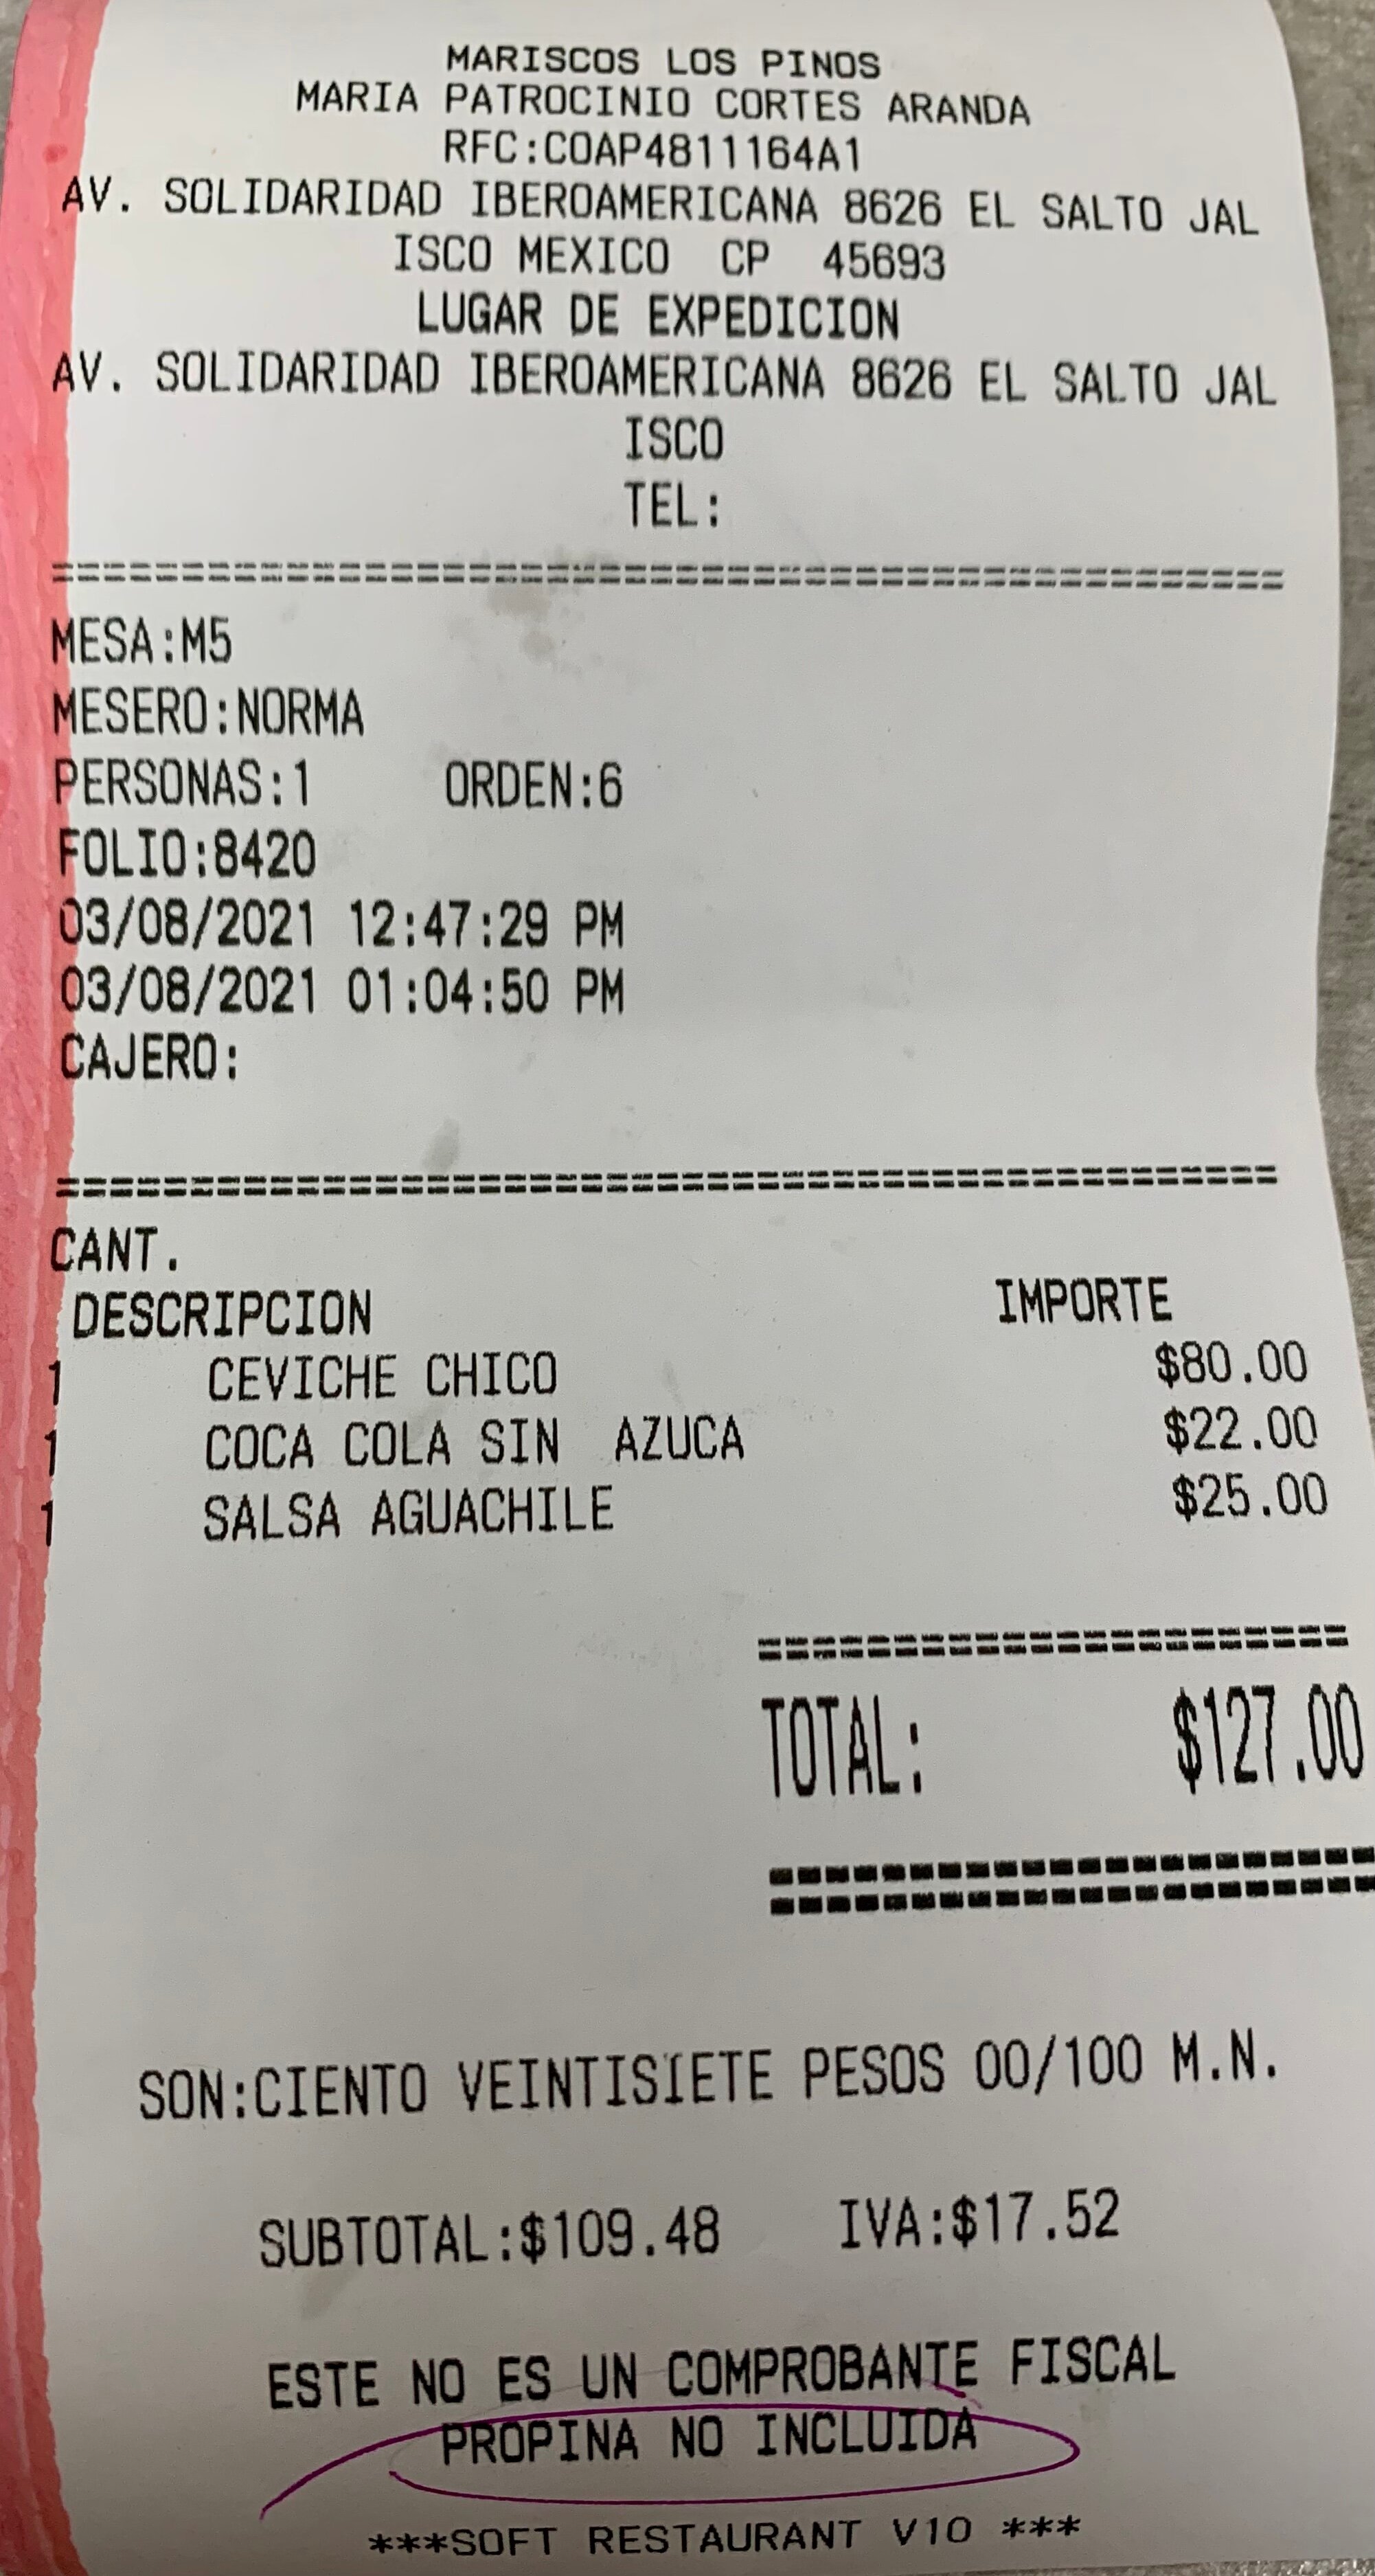 MARISCOS LOS PINOS
MARIA PATROCINIO CORTES ARANDA
RFC:COAP4811164A1
AV. SOLIDARIDAD IBEROAMERICANA 8626 EL SALTO JAL
ISCO MEXICO CP 45693
LUGAR DE EXPEDICION
AV. SOLIDARIDAD IBEROAMERICANA 8626 EL SALTO JAL
ISCO
TEL:
================================================
MESA:M5
MESERO:NORMA
PERSONAS:1 ORDEN:6
FOLIO:8420
03/08/2021 12:47:29 PM
03/08/2021 01:04:50 PM
CAJERO:
================================================
CANT.
DESCRIPCION IMPORTE
1 CEVICHE CHICO $80.00
1 COCA COLA SIN AZUCA $22.00
1 SALSA AGUACHILE $25.00
======================
TOTAL: $127.00
======================
SON:CIENTO VEINTISIETE PESOS 00/100 M.N.
SUBTOTAL:$109.48 IVA:$17.52
ESTE NO ES UN COMPROBANTE FISCAL
PROPINA NO INCLUIDA
***SOFT RESTAURANT V10 ***